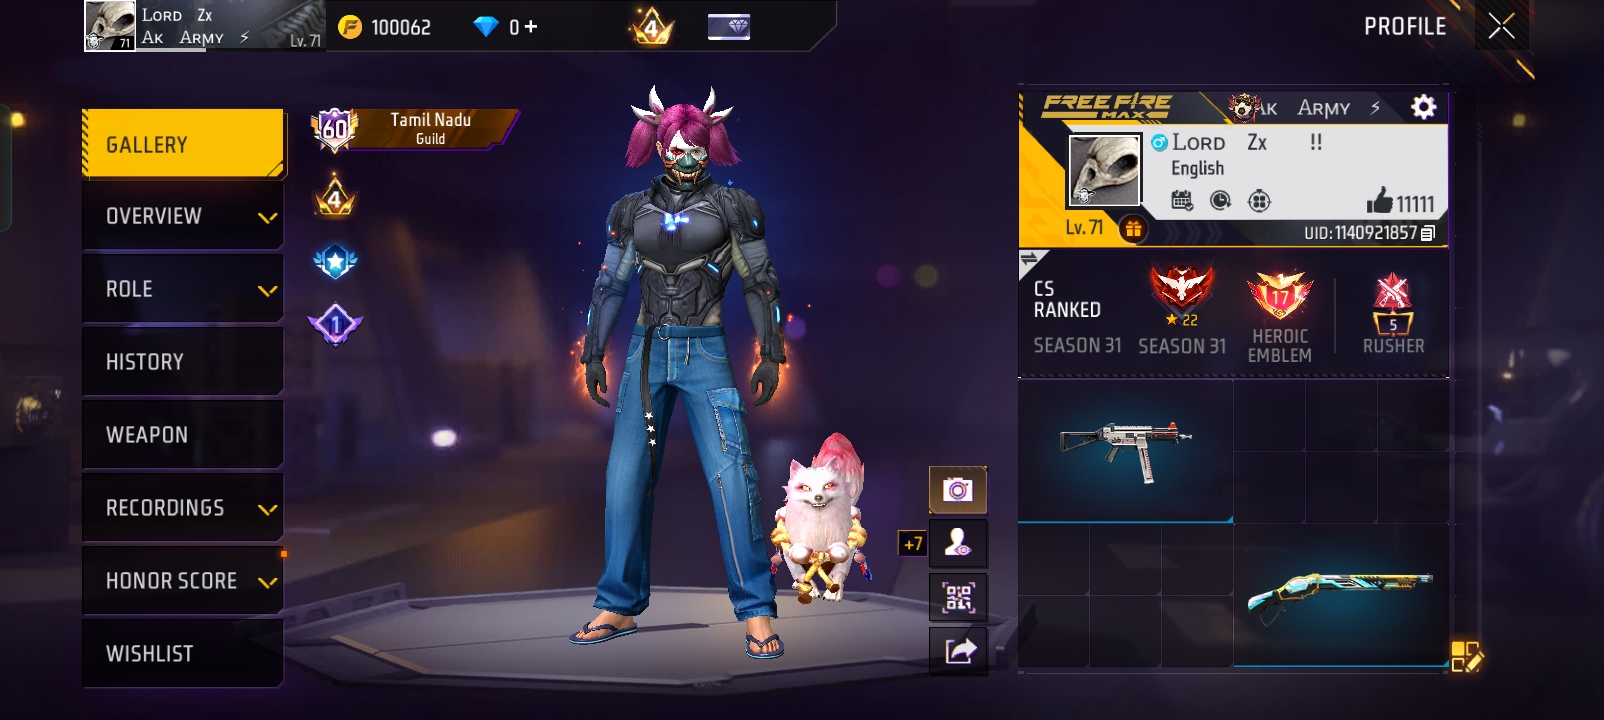 Lord Zx
Ak Army ⚡
71
Lv. 71
100062
0 +
4
PROFILE
GALLERY
OVERVIEW
ROLE
HISTORY
WEAPON
RECORDINGS
HONOR SCORE
WISHLIST
60
Tamil Nadu
Guild
4
1
+7
FREE FIRE
MAX
Ak Army ⚡
Lord Zx !!
English
11111
Lv. 71
UID: 1140921857
CS
RANKED
SEASON 31
★ 22
SEASON 31
17
HEROIC
EMBLEM
5
RUSHER